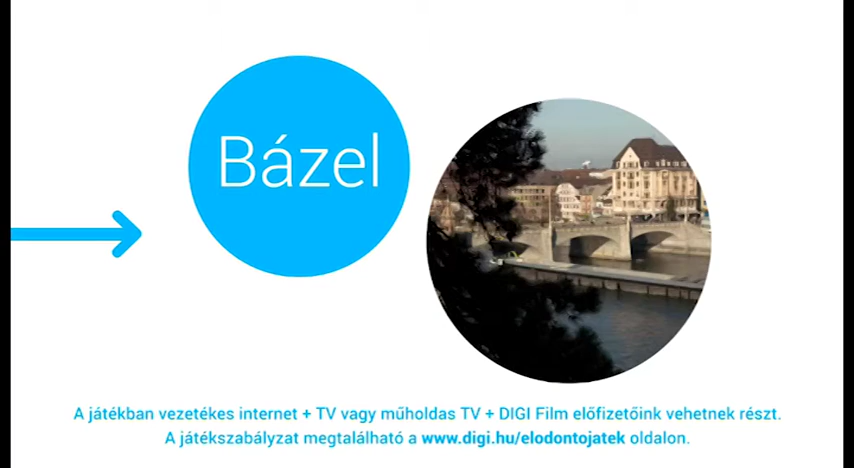 Bázel
A játékban vezetékes internet + TV vagy műholdas TV + DIGI Film előfizetőink vehetnek részt.
A játékszabályzat megtalálható a www.digi.hu/elodontojatek oldalon.